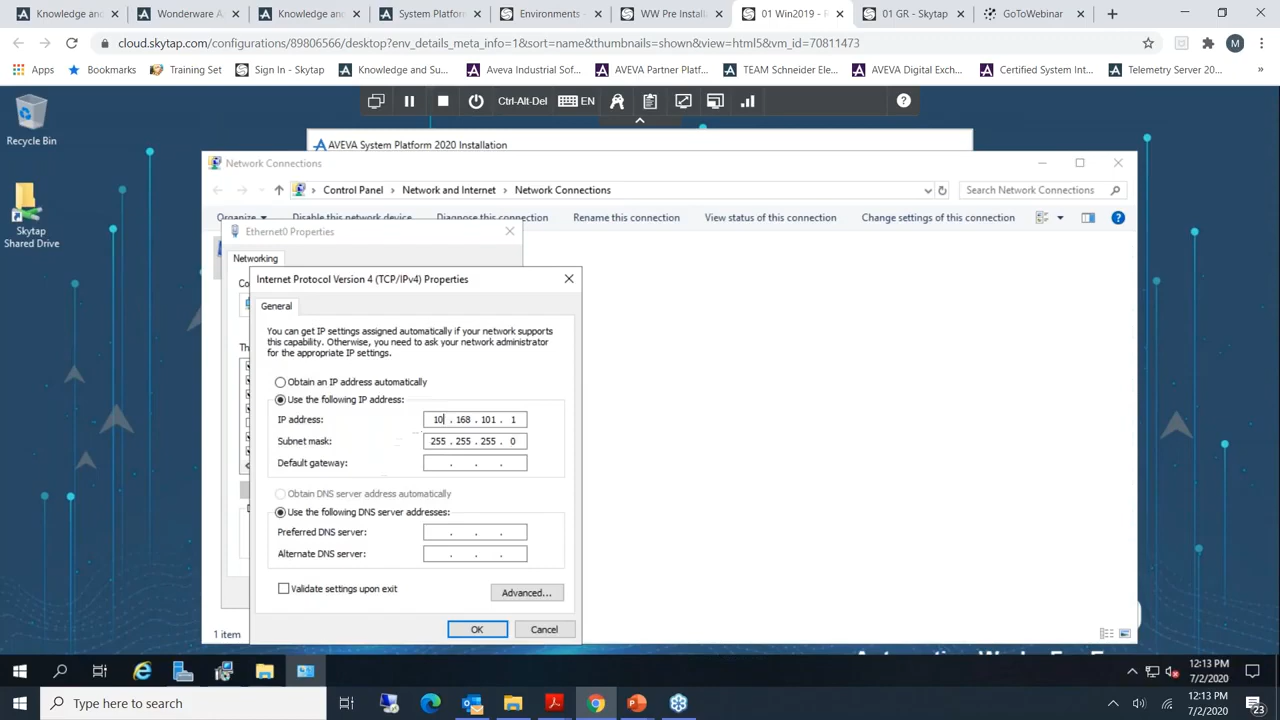 Knowledge and
Wonderware Ap
Knowledge and
System Platform
Environments -
WW Pre Install
01 Win2019 -
01 GR - Skytap
GoToWebinar
cloud.skytap.com/configurations/89806566/desktop?env_details_meta_info=1&sort=name&thumbnails=shown&view=html5&vm_id=70811473
M
Apps
Bookmarks
Training Set
Sign In - Skytap
Knowledge and Su...
Aveva Industrial Sof...
AVEVA Partner Platf...
TEAM Schneider Ele...
AVEVA Digital Exch...
Certified System Int...
Telemetry Server 20...
»
Ctrl-Alt-Del
EN
Recycle Bin
AVEVA System Platform 2020 Installation
Network Connections
Control Panel > Network and Internet > Network Connections
Search Network Connections
Organize
Disable this network device
Diagnose this connection
Rename this connection
View status of this connection
Change settings of this connection
Skytap
Shared Drive
Ethernet0 Properties
Networking
Co
Th
Internet Protocol Version 4 (TCP/IPv4) Properties
General
You can get IP settings assigned automatically if your network supports
this capability. Otherwise, you need to ask your network administrator
for the appropriate IP settings.
Obtain an IP address automatically
Use the following IP address:
IP address: 10 . 168 . 101 . 1
Subnet mask: 255 . 255 . 255 . 0
Default gateway: . . .
Obtain DNS server address automatically
Use the following DNS server addresses:
Preferred DNS server: . . .
Alternate DNS server: . . .
Validate settings upon exit
Advanced...
OK
Cancel
1 item
12:13 PM
7/2/2020
Type here to search
12:13 PM
7/2/2020
23